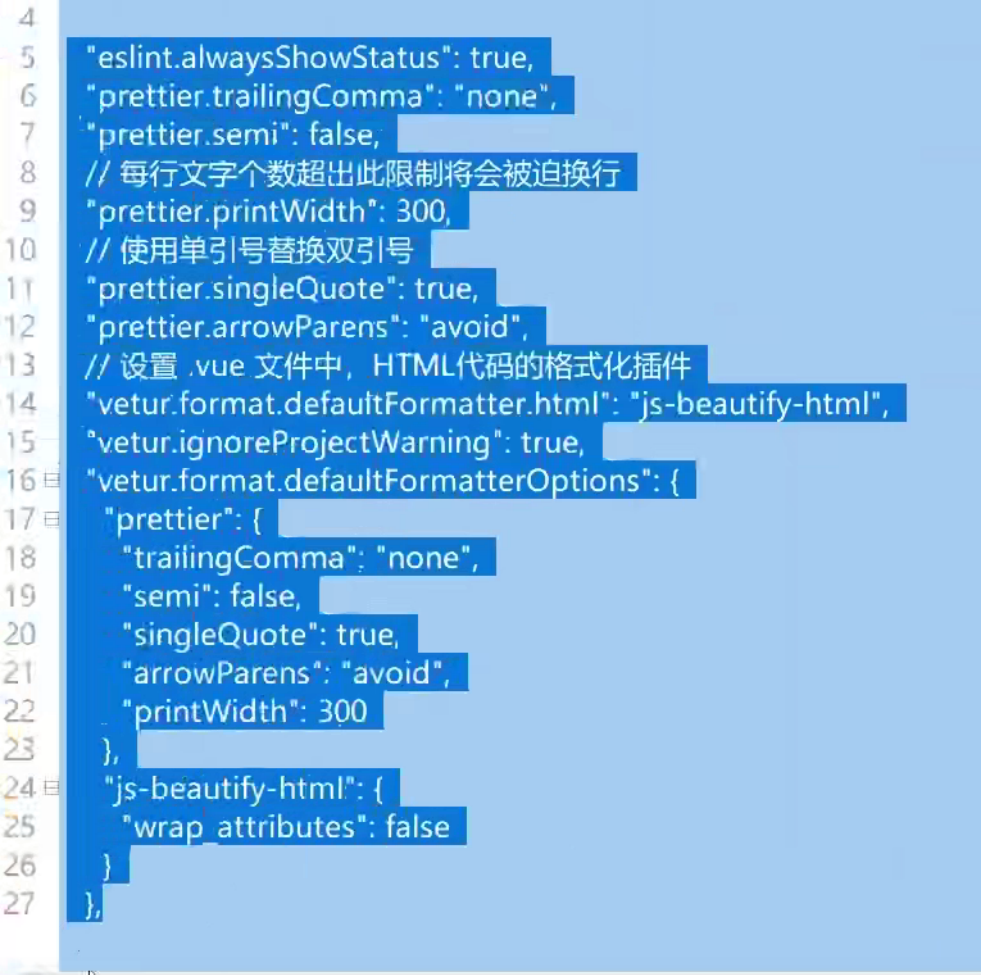 4
5 "eslint.alwaysShowStatus": true,
6 "prettier.trailingComma": "none",
7 "prettier.semi": false,
8 // 每行文字个数超出此限制将会被迫换行
9 "prettier.printWidth": 300,
10 // 使用单引号替换双引号
11 "prettier.singleQuote": true,
12 "prettier.arrowParens": "avoid",
13 // 设置 .vue 文件中，HTML代码的格式化插件
14 "vetur.format.defaultFormatter.html": "js-beautify-html",
15 "vetur.ignoreProjectWarning": true,
16 "vetur.format.defaultFormatterOptions": {
17 "prettier": {
18 "trailingComma": "none",
19 "semi": false,
20 "singleQuote": true,
21 "arrowParens": "avoid",
22 "printWidth": 300
23 },
24 "js-beautify-html": {
25 "wrap_attributes": false
26 }
27 },